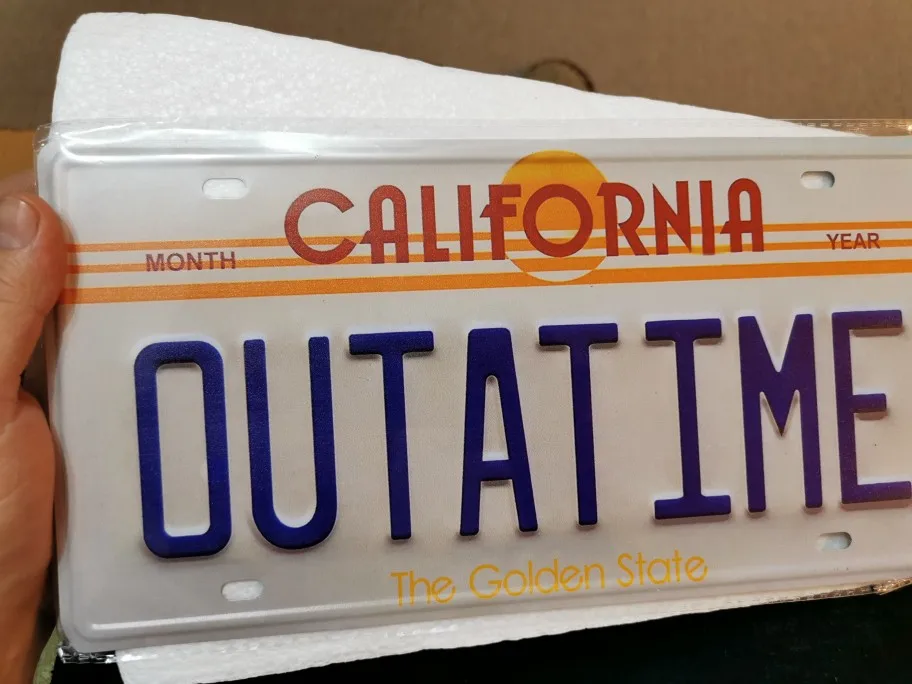 CALIFORNIA
MONTH YEAR
OUTATIME
The Golden State